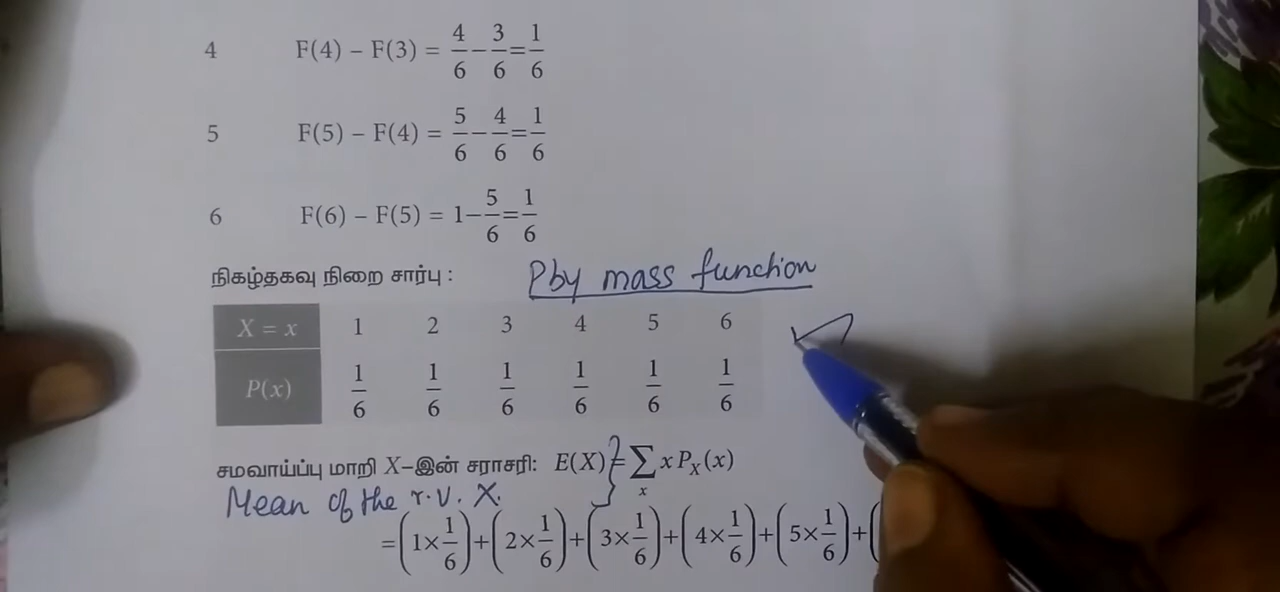 4 F(4) – F(3) = 4/6 – 3/6 = 1/6
5 F(5) – F(4) = 5/6 – 4/6 = 1/6
6 F(6) – F(5) = 1 – 5/6 = 1/6
நிகழ்தகவு நிறை சார்பு : Pby mass function
X = x 1 2 3 4 5 6
P(x) 1/6 1/6 1/6 1/6 1/6 1/6
சமவாய்ப்பு மாறி X–இன் சராசரி: E(X) = ∑ₓ x Pₓ(x)
Mean of the r.v. X.
= (1×1/6) + (2×1/6) + (3×1/6) + (4×1/6) + (5×1/6) + (